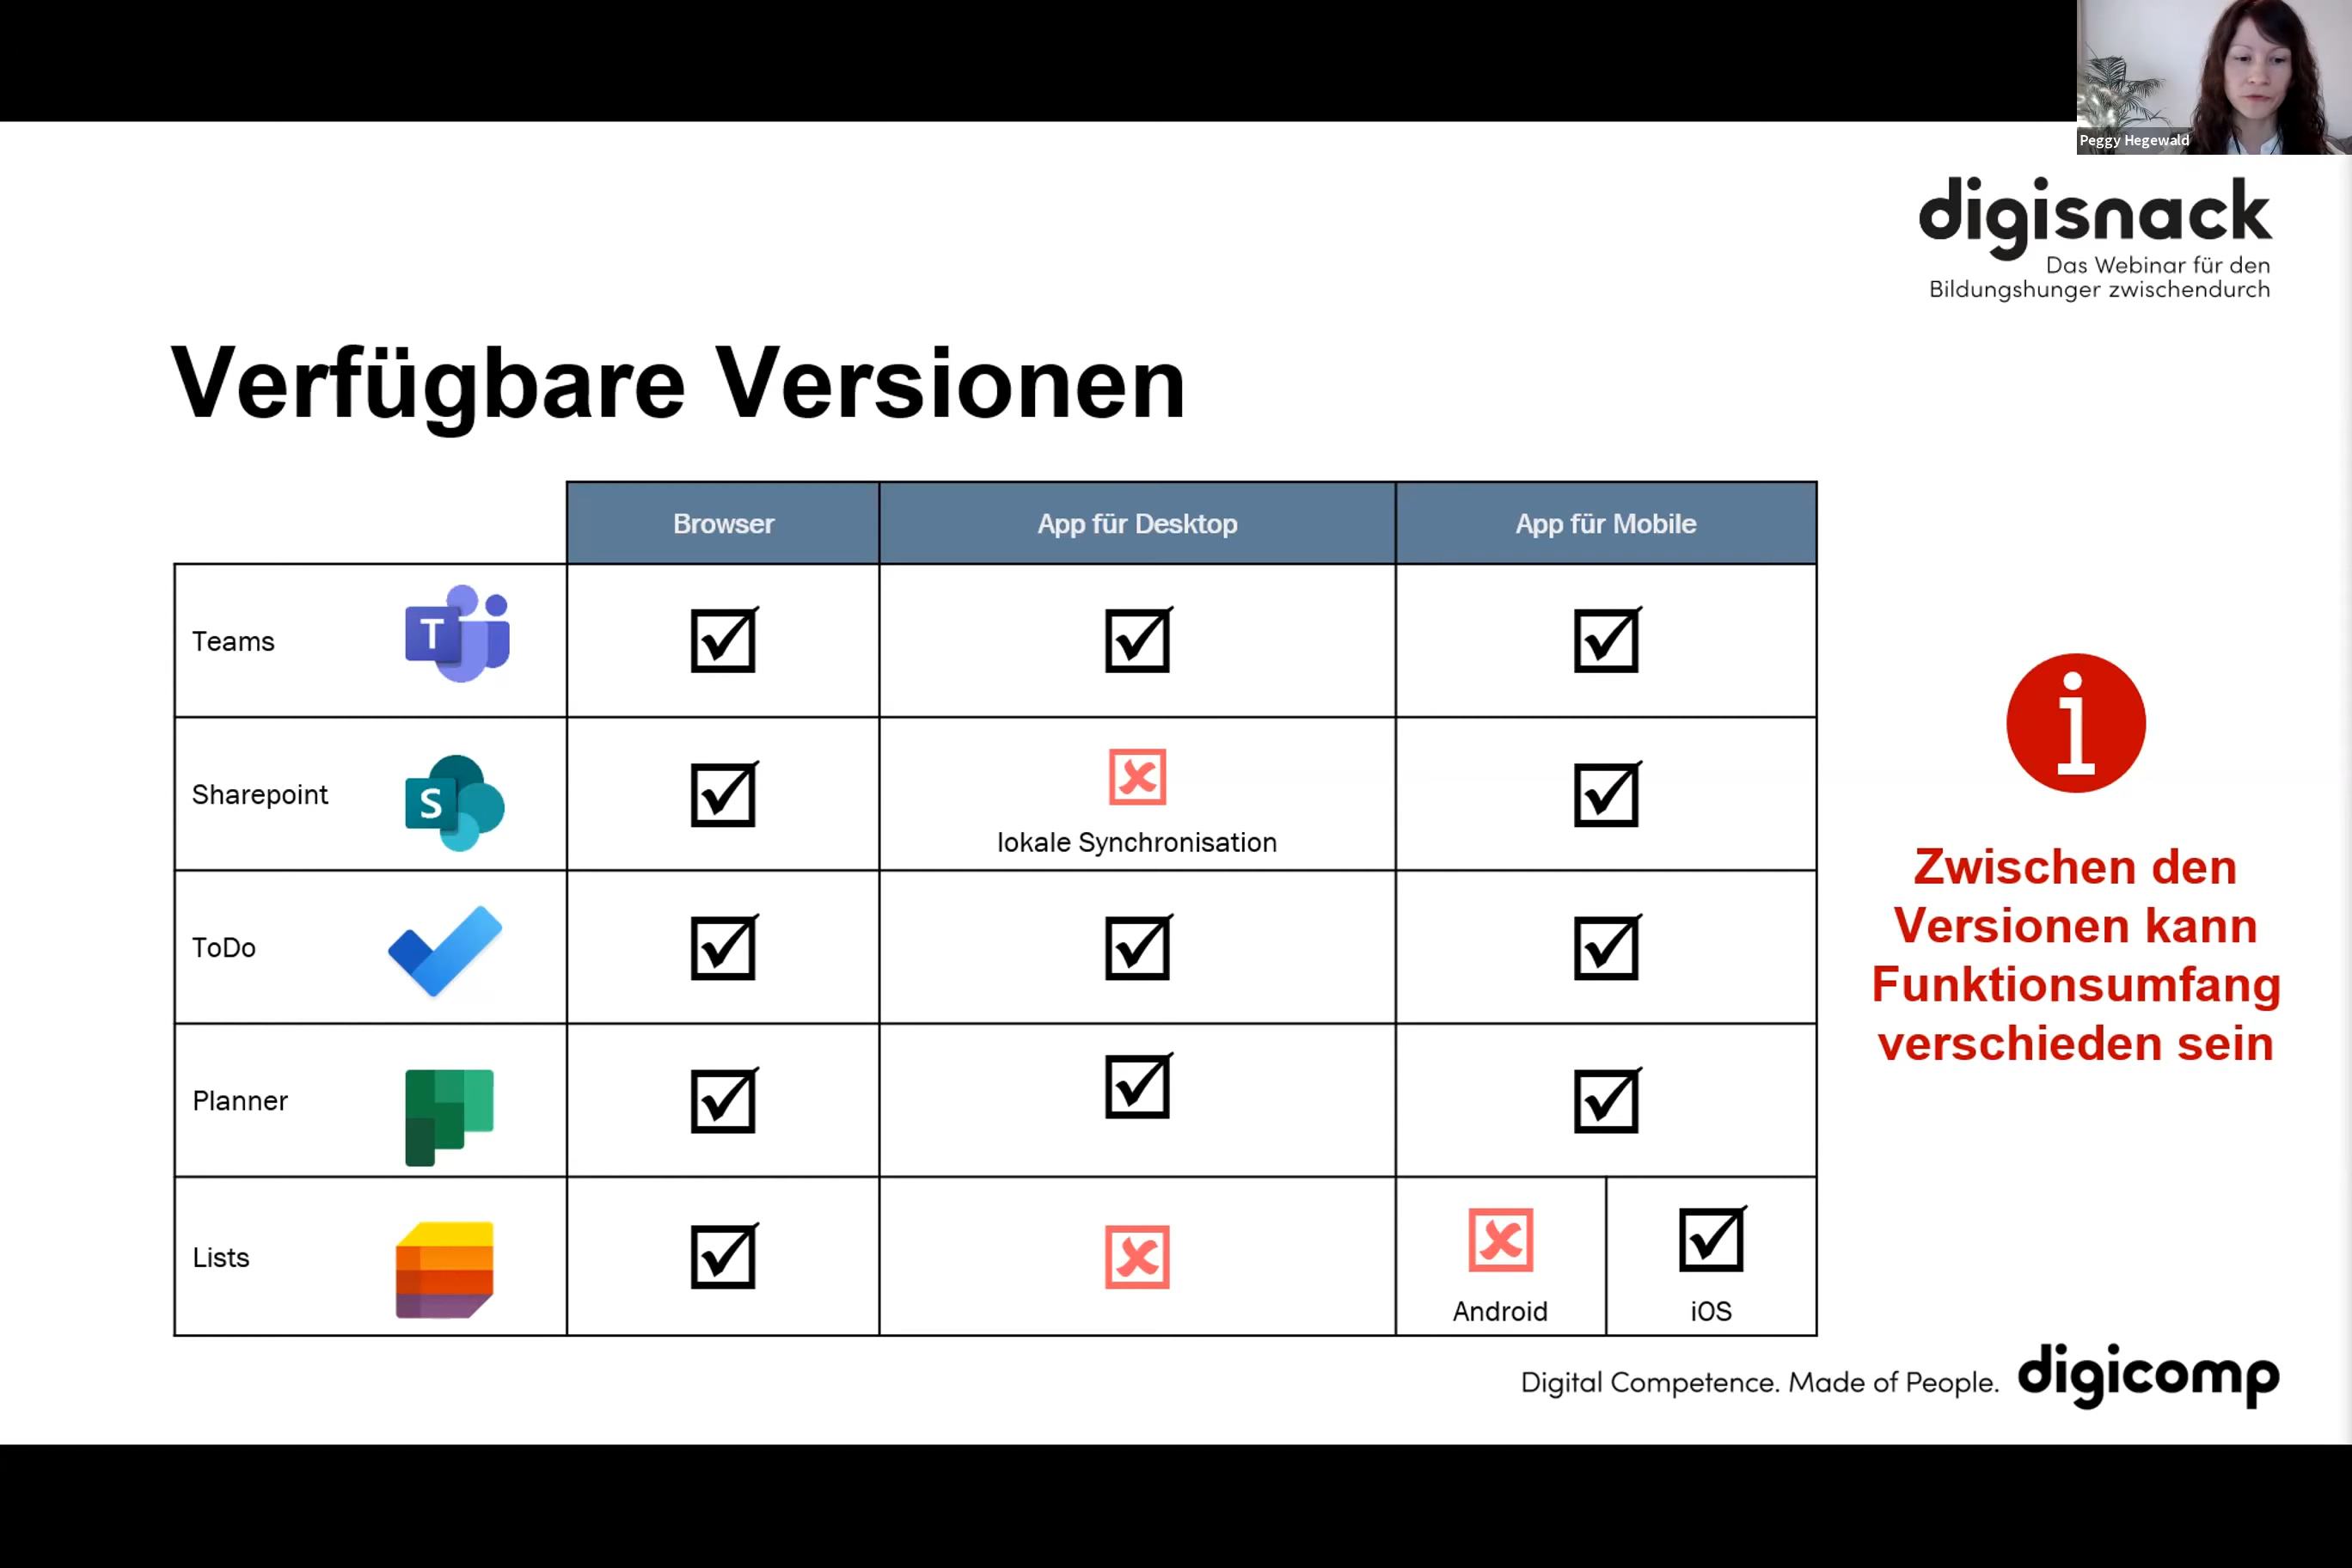 Peggy Hegewald
digisnack
Das Webinar für den
Bildungshunger zwischendurch
Verfügbare Versionen
Browser
App für Desktop
App für Mobile
Teams
T
Sharepoint
S
lokale Synchronisation
ToDo
Planner
Lists
Android
iOS
i
Zwischen den
Versionen kann
Funktionsumfang
verschieden sein
Digital Competence. Made of People.
digicomp